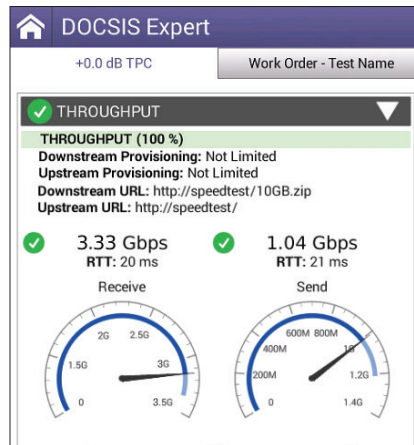 DOCSIS Expert
+0.0 dB TPC
Work Order - Test Name
THROUGHPUT
THROUGHPUT (100 %)
Downstream Provisioning: Not Limited
Upstream Provisioning: Not Limited
Downstream URL: http://speedtest/10GB.zip
Upstream URL: http://speedtest/
3.33 Gbps
RTT: 20 ms
1.04 Gbps
RTT: 21 ms
Receive
0
1.5G
2G
2.5G
3G
3.5G
Send
0
200M
400M
600M
800M
1G
1.2G
1.4G